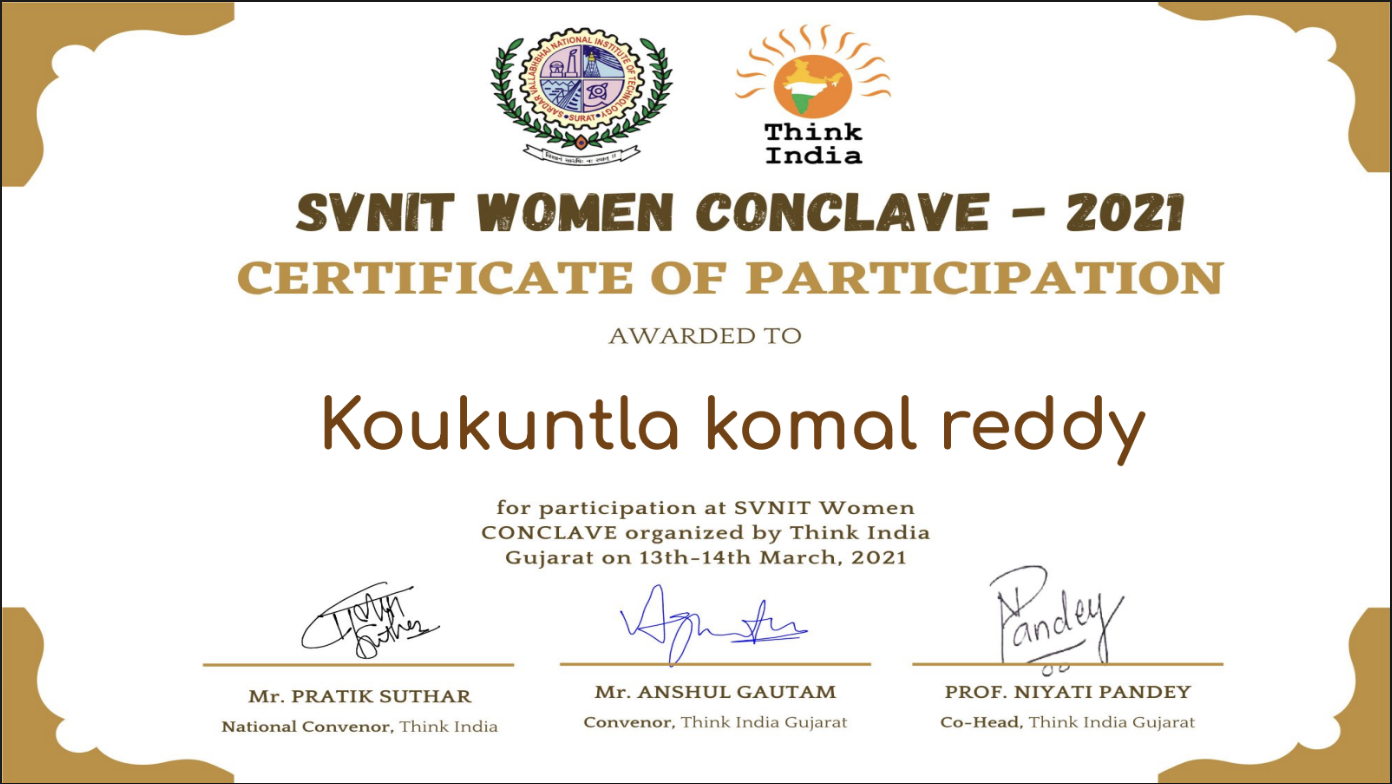 SARDAR VALLABHBHAI NATIONAL INSTITUTE OF TECHNOLOGY
SURAT
Think
India
SVNIT WOMEN CONCLAVE – 2021
CERTIFICATE OF PARTICIPATION
AWARDED TO
Koukuntla komal reddy
for participation at SVNIT Women
CONCLAVE organized by Think India
Gujarat on 13th-14th March, 2021
Pandey
Mr. PRATIK SUTHAR
Mr. ANSHUL GAUTAM
PROF. NIYATI PANDEY
National Convenor, Think India
Convenor, Think India Gujarat
Co-Head, Think India Gujarat